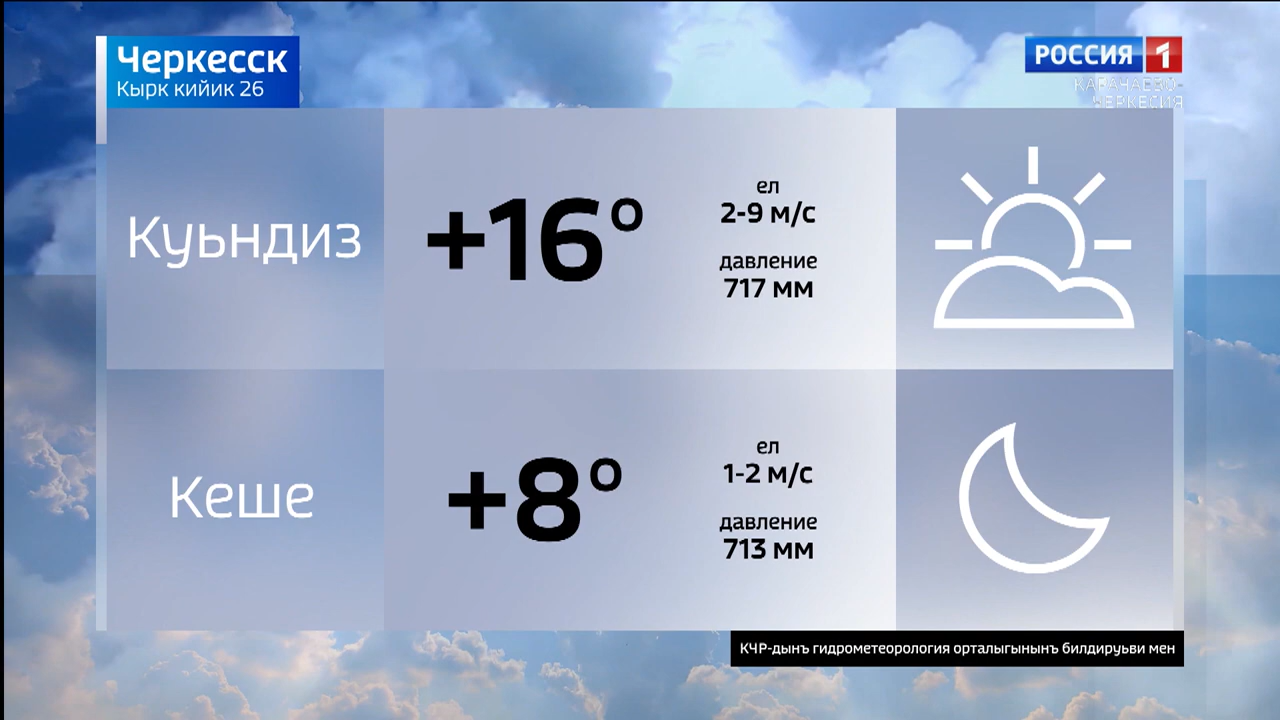 Черкесск
Кырк кийик 26
РОССИЯ 1
КАРАЧАЕВО-
ЧЕРКЕСИЯ
Куьндиз
+16°
ел
2-9 м/с
давление
717 мм
Кеше
+8°
ел
1-2 м/с
давление
713 мм
КЧР-дынъ гидрометеорология орталыгынынъ билдируьви мен